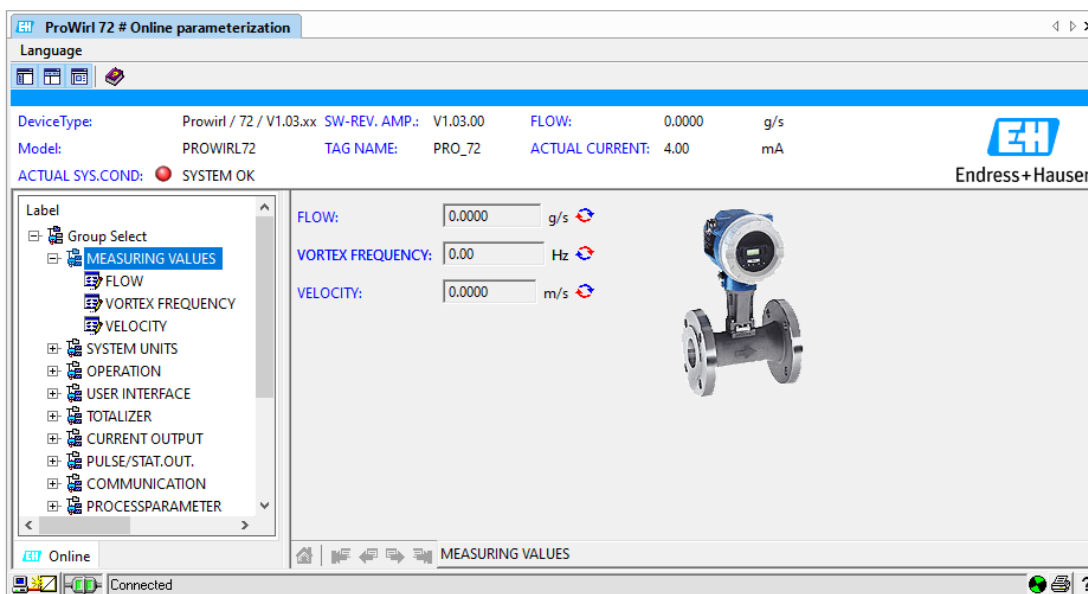 ProWirl 72 # Online parameterization
Language
DeviceType: Prowirl / 72 / V1.03.xx SW-REV. AMP.: V1.03.00 FLOW: 0.0000 g/s
Model: PROWIRL72 TAG NAME: PRO_72 ACTUAL CURRENT: 4.00 mA
ACTUAL SYS.COND: SYSTEM OK
EH
Endress+Hauser
Label
Group Select
MEASURING VALUES
FLOW
VORTEX FREQUENCY
VELOCITY
SYSTEM UNITS
OPERATION
USER INTERFACE
TOTALIZER
CURRENT OUTPUT
PULSE/STAT.OUT.
COMMUNICATION
PROCESSPARAMETER
FLOW: 0.0000 g/s
VORTEX FREQUENCY: 0.00 Hz
VELOCITY: 0.0000 m/s
Online
MEASURING VALUES
Connected